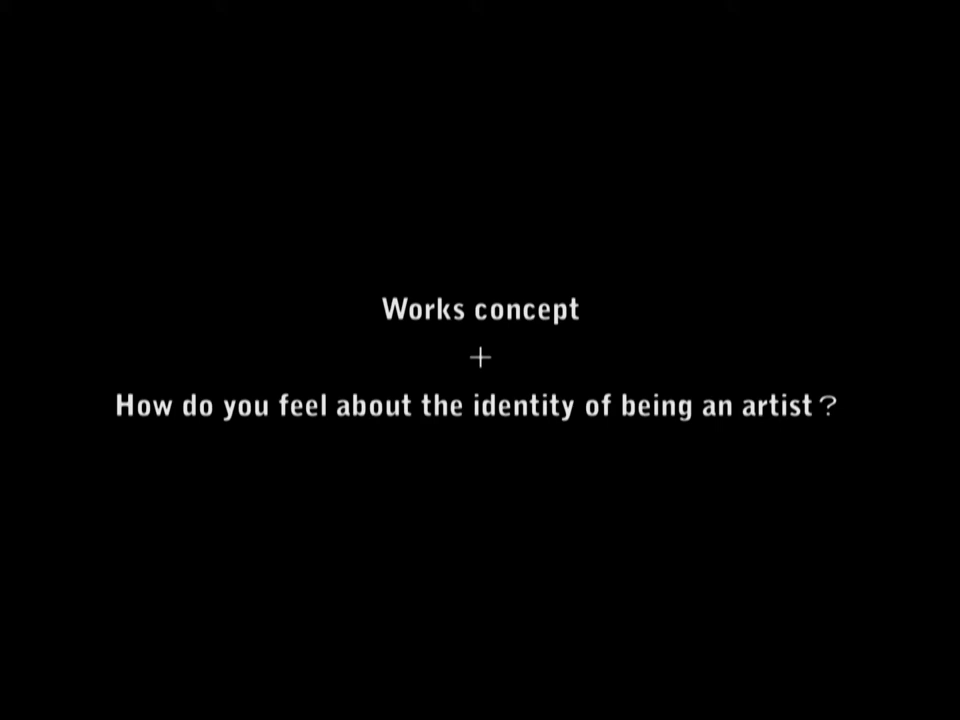 Works concept
+
How do you feel about the identity of being an artist?